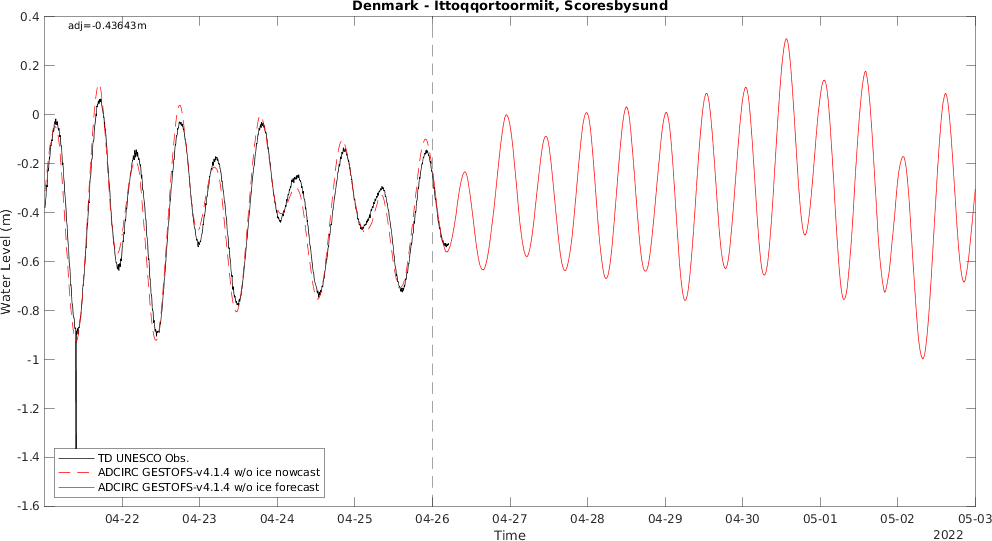 Denmark - Ittoqqortoormiit, Scoresbysund
adj=-0.43643m
0.4
0.2
0
-0.2
-0.4
-0.6
-0.8
-1
-1.2
-1.4
-1.6
Water Level (m)
TD UNESCO Obs.
ADCIRC GESTOFS-v4.1.4 w/o ice nowcast
ADCIRC GESTOFS-v4.1.4 w/o ice forecast
04-22 04-23 04-24 04-25 04-26 04-27 04-28 04-29 04-30 05-01 05-02 05-03
Time
2022